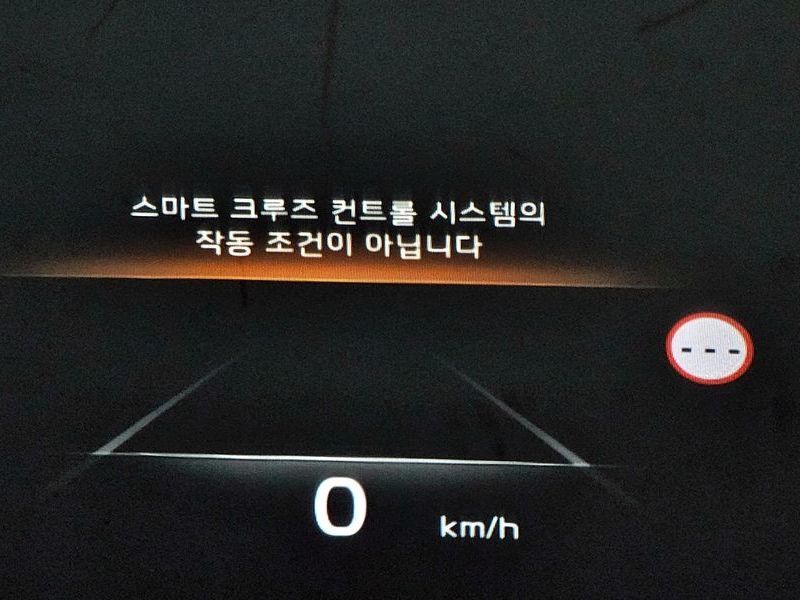 스마트 크루즈 컨트롤 시스템의
작동 조건이 아닙니다
---
0 km/h